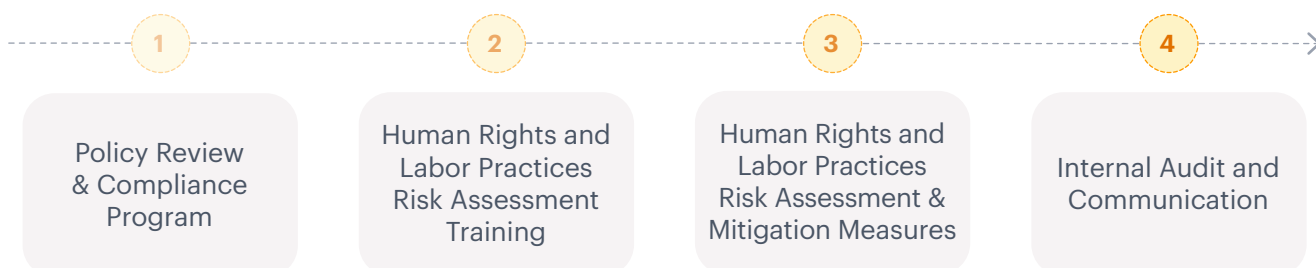 1
2
3
4
Policy Review
& Compliance
Program
Human Rights and
Labor Practices
Risk Assessment
Training
Human Rights and
Labor Practices
Risk Assessment &
Mitigation Measures
Internal Audit and
Communication